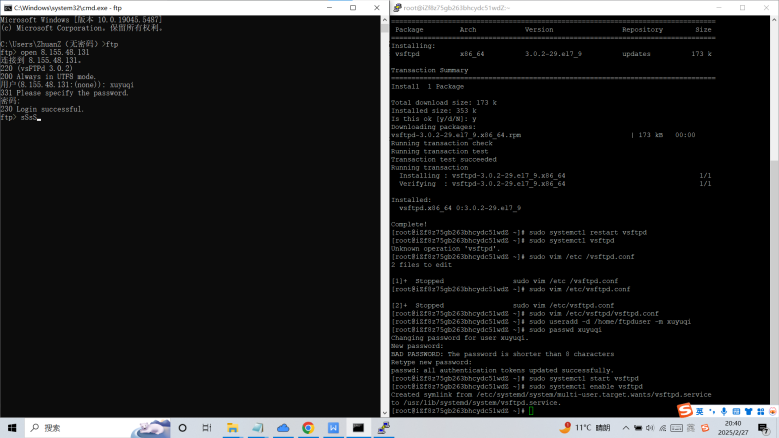 C:\Windows\system32\cmd.exe - ftp
Microsoft Windows [版本 10.0.19045.5487]
(c) Microsoft Corporation。保留所有权利。
C:\Users\ZhuanZ（无密码）>ftp
ftp> open 8.155.48.131
连接到 8.155.48.131。
220 (vsFTPd 3.0.2)
200 Always in UTF8 mode.
用户(8.155.48.131:(none)): xuyuqi
331 Please specify the password.
密码:
230 Login successful.
ftp> sSsS_
root@iZf8z75gb263bhcydc51wdZ:~
================================================================================
Package Arch Version Repository Size
================================================================================
Installing:
vsftpd x86_64 3.0.2-29.el7_9 updates 173 k
Transaction Summary
================================================================================
Install 1 Package
Total download size: 173 k
Installed size: 353 k
Is this ok [y/d/N]: y
Downloading packages:
vsftpd-3.0.2-29.el7_9.x86_64.rpm | 173 kB 00:00
Running transaction check
Running transaction test
Transaction test succeeded
Running transaction
Installing : vsftpd-3.0.2-29.el7_9.x86_64 1/1
Verifying : vsftpd-3.0.2-29.el7_9.x86_64 1/1
Installed:
vsftpd.x86_64 0:3.0.2-29.el7_9
Complete!
[root@iZf8z75gb263bhcydc51wdZ ~]# sudo systemctl restart vsftpd
[root@iZf8z75gb263bhcydc51wdZ ~]# sudo systemctl vsftpd
Unknown operation 'vsftpd'.
[root@iZf8z75gb263bhcydc51wdZ ~]# sudo vim /etc /vsftpd.conf
2 files to edit
[1]+ Stopped sudo vim /etc /vsftpd.conf
[root@iZf8z75gb263bhcydc51wdZ ~]# sudo vim /etc/vsftpd.conf
[2]+ Stopped sudo vim /etc/vsftpd.conf
[root@iZf8z75gb263bhcydc51wdZ ~]# sudo vim /etc/vsftpd/vsftpd.conf
[root@iZf8z75gb263bhcydc51wdZ ~]# sudo useradd -d /home/ftpduser -m xuyuqi
[root@iZf8z75gb263bhcydc51wdZ ~]# sudo passwd xuyuqi
Changing password for user xuyuqi.
New password:
BAD PASSWORD: The password is shorter than 8 characters
Retype new password:
passwd: all authentication tokens updated successfully.
[root@iZf8z75gb263bhcydc51wdZ ~]# sudo systemctl start vsftpd
[root@iZf8z75gb263bhcydc51wdZ ~]# sudo systemctl enable vsftpd
Created symlink from /etc/systemd/system/multi-user.target.wants/vsftpd.service
to /usr/lib/systemd/system/vsftpd.service.
[root@iZf8z75gb263bhcydc51wdZ ~]#
英
搜索
11°C 晴朗
英
20:40
2025/2/27